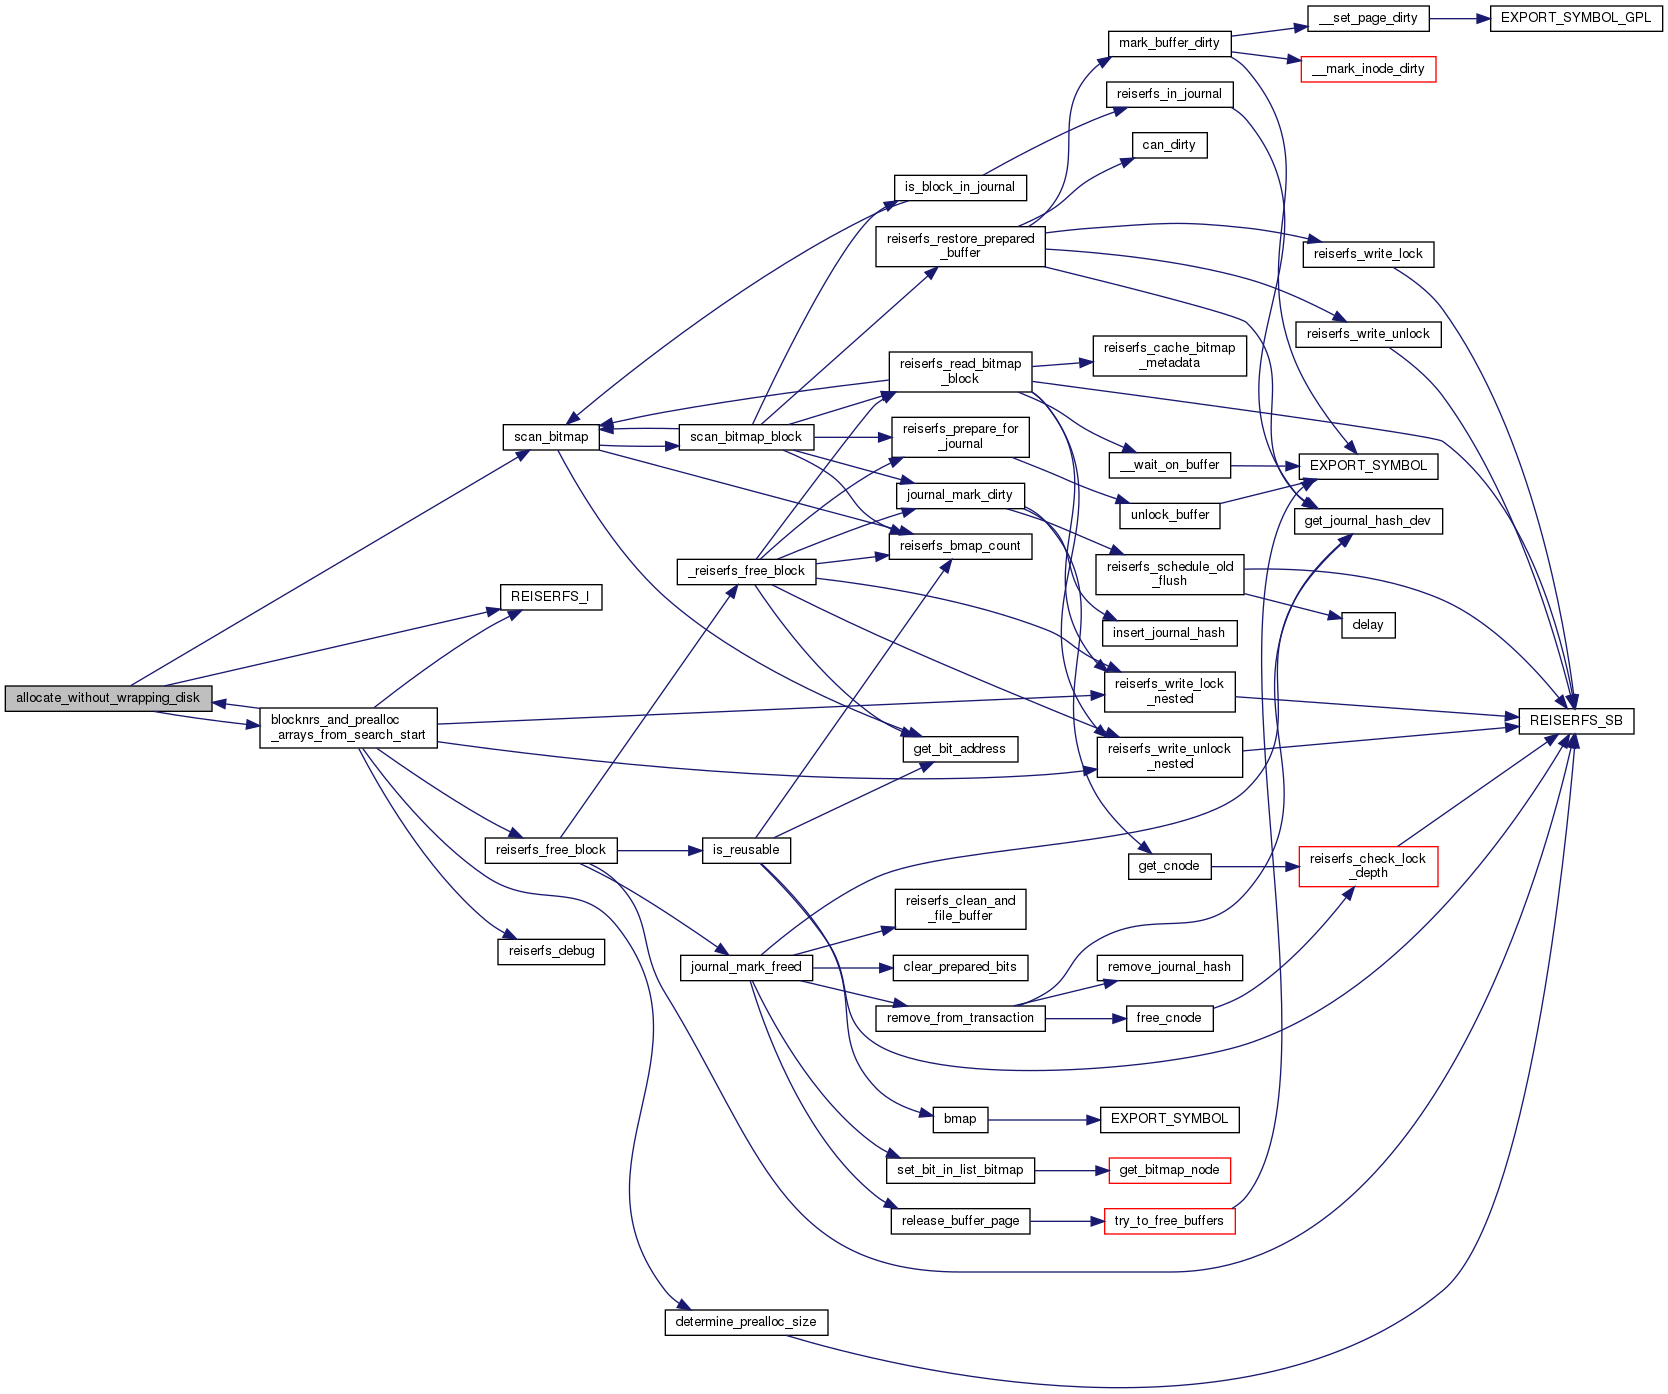 __set_page_dirty
EXPORT_SYMBOL_GPL
mark_buffer_dirty
__mark_inode_dirty
reiserfs_in_journal
can_dirty
is_block_in_journal
reiserfs_restore_prepared
_buffer
reiserfs_write_lock
reiserfs_write_unlock
reiserfs_cache_bitmap
_metadata
reiserfs_read_bitmap
_block
scan_bitmap
scan_bitmap_block
reiserfs_prepare_for
_journal
__wait_on_buffer
EXPORT_SYMBOL
journal_mark_dirty
unlock_buffer
get_journal_hash_dev
reiserfs_bmap_count
_reiserfs_free_block
reiserfs_schedule_old
_flush
REISERFS_I
delay
insert_journal_hash
allocate_without_wrapping_disk
reiserfs_write_lock
_nested
blocknrs_and_prealloc
_arrays_from_search_start
REISERFS_SB
get_bit_address
reiserfs_write_unlock
_nested
reiserfs_free_block
is_reusable
get_cnode
reiserfs_check_lock
_depth
reiserfs_clean_and
_file_buffer
reiserfs_debug
journal_mark_freed
clear_prepared_bits
remove_journal_hash
remove_from_transaction
free_cnode
bmap
EXPORT_SYMBOL
set_bit_in_list_bitmap
get_bitmap_node
release_buffer_page
try_to_free_buffers
determine_prealloc_size